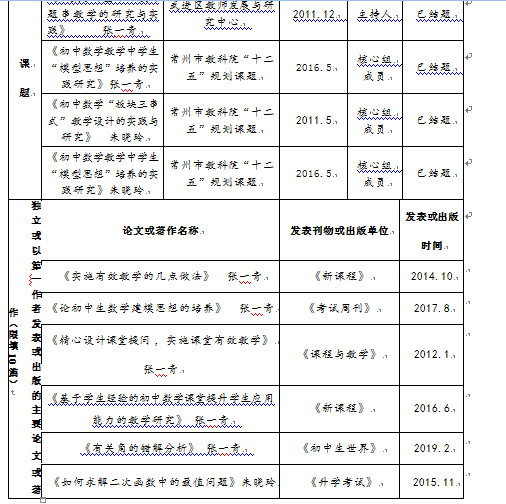 题串教学的研究与实
践》 张一青
武进区教师发展与研
究中心
2011.12
主持人
已结题
课
题
《初中数学教学中学生
“模型思想”培养的实
践研究》张一青
常州市教科院“十二
五”规划课题
2016.5
核心组
成员
已结题
《初中数学“板块三串
式”教学设计的实践与
研究》 朱晓玲
常州市教科院“十二
五”规划课题
2011.5
核心组
成员
已结题
《初中数学教学中学生
“模型思想”培养的实
践研究》朱晓玲
常州市教科院“十二
五”规划课题
2016.5
核心组
成员
已结题
独立或以第一作者发表或出版的主要论文或著
作（限填10篇）
论文或著作名称
发表刊物或出版单位
发表或出版
时间
《实施有效教学的几点做法》 张一青
《新课程》
2014.10
《论初中生数学建模思想的培养》 张一青
《考试周刊》
2017.8
《精心设计课堂提问，实施课堂有效数学》
张一青
《课程与数学》
2012.1
《基于学生经验的初中数学课堂提升学生应用
能力的教学研究》 张一青
《新课程》
2016.6
《有关角的错解分析》 张一青
《初中生世界》
2019.2
《如何求解二次函数中的最值问题》朱晓玲
《升学考试》
2015.11